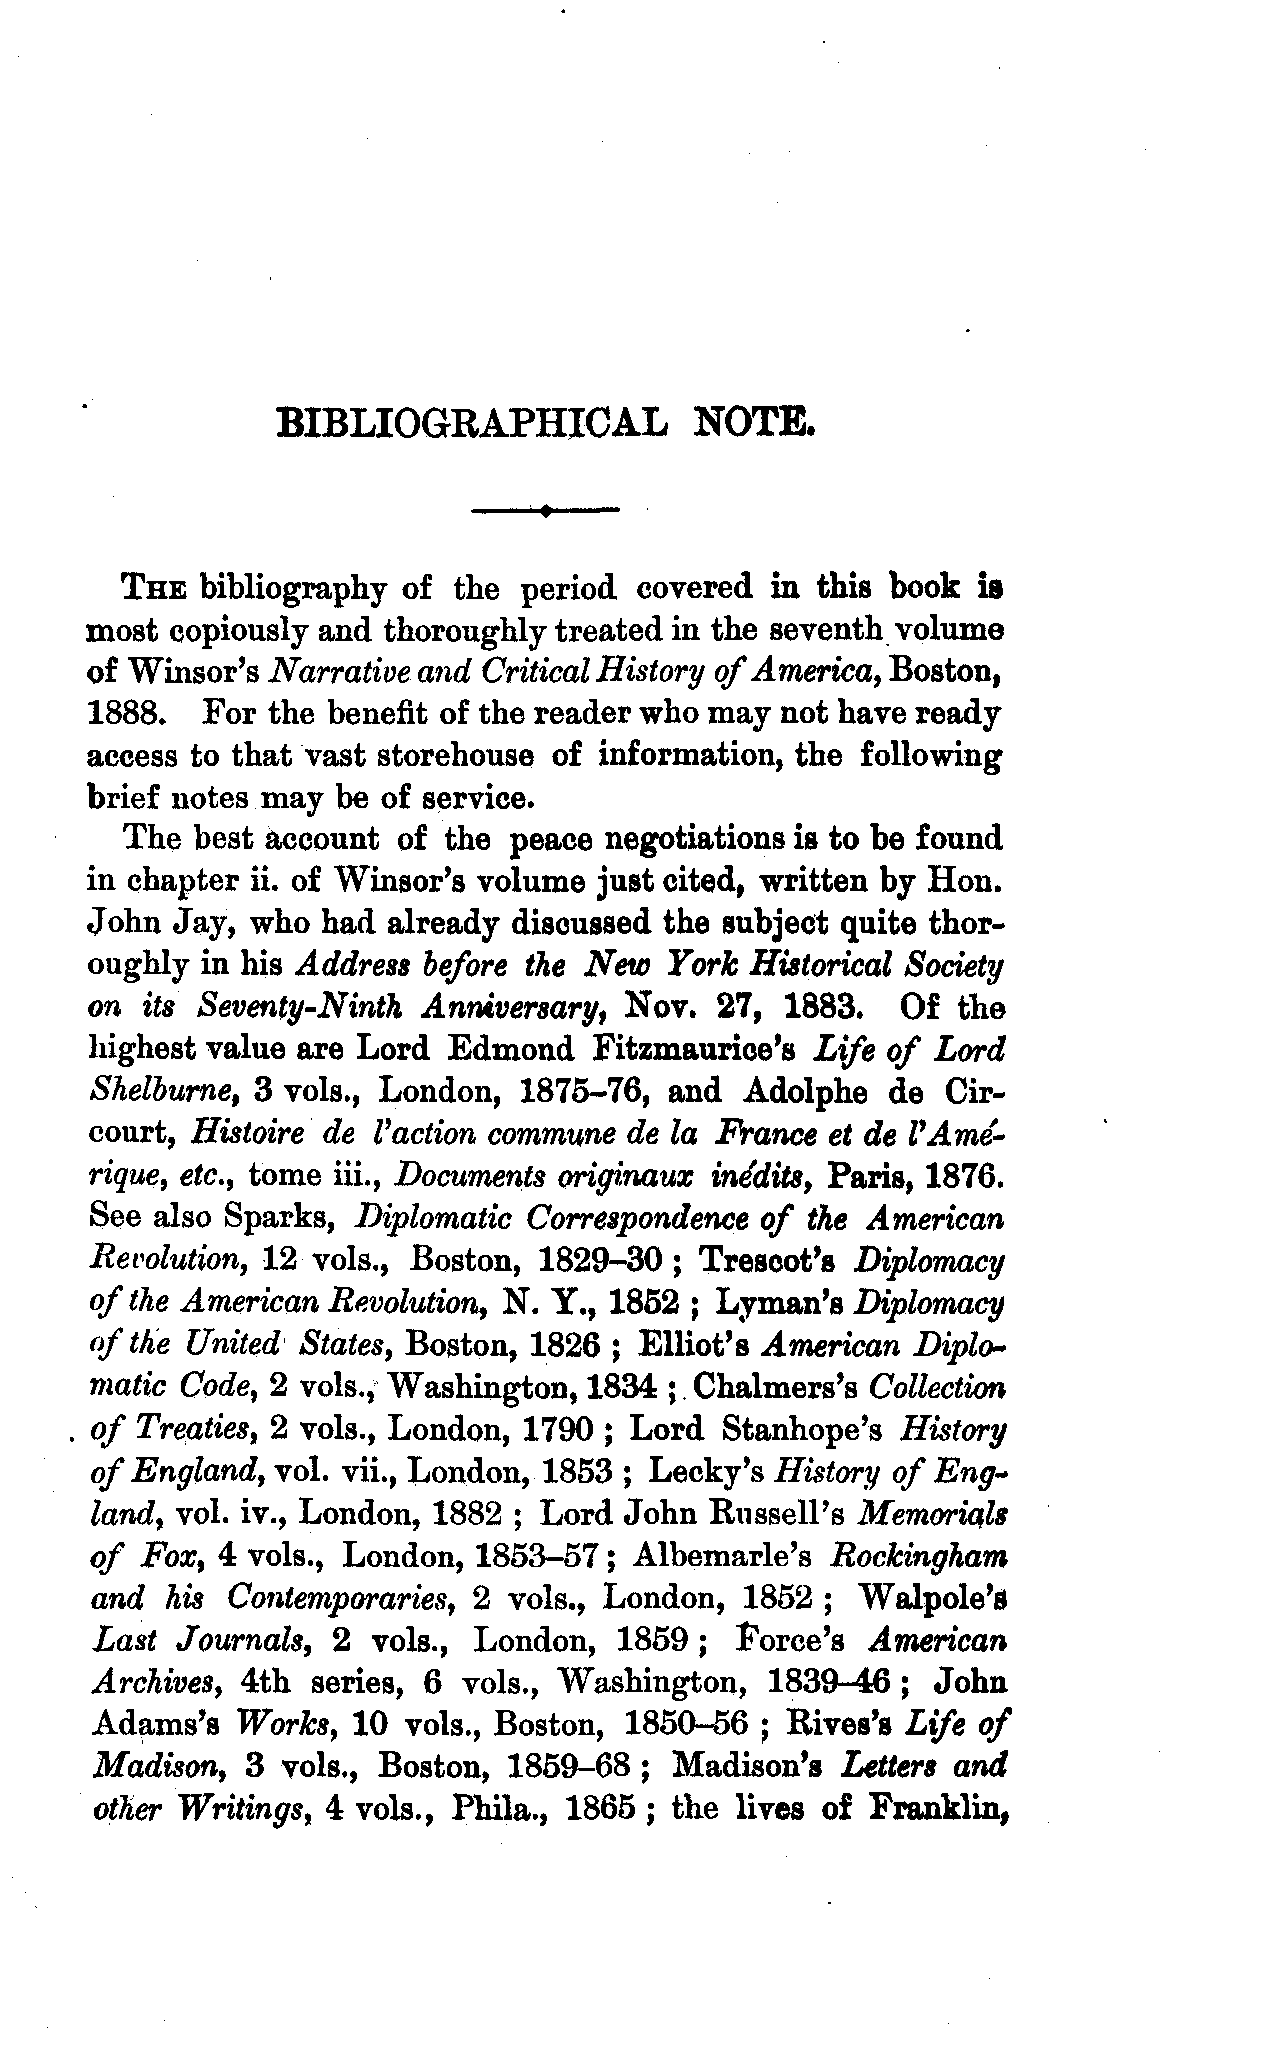 BIBLIOGRAPHICAL NOTE.
THE bibliography of the period covered in this book is
most copiously and thoroughly treated in the seventh volume
of Winsor's Narrative and Critical History of America, Boston,
1888. For the benefit of the reader who may not have ready
access to that vast storehouse of information, the following
brief notes may be of service.
The best account of the peace negotiations is to be found
in chapter ii. of Winsor's volume just cited, written by Hon.
John Jay, who had already discussed the subject quite thor-
oughly in his Address before the New York Historical Society
on its Seventy-Ninth Anniversary, Nov. 27, 1883. Of the
highest value are Lord Edmond Fitzmaurice's Life of Lord
Shelburne, 3 vols., London, 1875–76, and Adolphe de Cir-
court, Histoire de l'action commune de la France et de l'Amé-
rique, etc., tome iii., Documents originaux inédits, Paris, 1876.
See also Sparks, Diplomatic Correspondence of the American
Revolution, 12 vols., Boston, 1829–30 ; Trescot's Diplomacy
of the American Revolution, N. Y., 1852 ; Lyman's Diplomacy
of the United States, Boston, 1826 ; Elliot's American Diplo-
matic Code, 2 vols., Washington, 1834 ; Chalmers's Collection
of Treaties, 2 vols., London, 1790 ; Lord Stanhope's History
of England, vol. vii., London, 1853 ; Lecky's History of Eng-
land, vol. iv., London, 1882 ; Lord John Russell's Memorials
of Fox, 4 vols., London, 1853–57 ; Albemarle's Rockingham
and his Contemporaries, 2 vols., London, 1852 ; Walpole's
Last Journals, 2 vols., London, 1859 ; Force's American
Archives, 4th series, 6 vols., Washington, 1839–46 ; John
Adams's Works, 10 vols., Boston, 1850–56 ; Rives's Life of
Madison, 3 vols., Boston, 1859–68 ; Madison's Letters and
other Writings, 4 vols., Phila., 1865 ; the lives of Franklin,